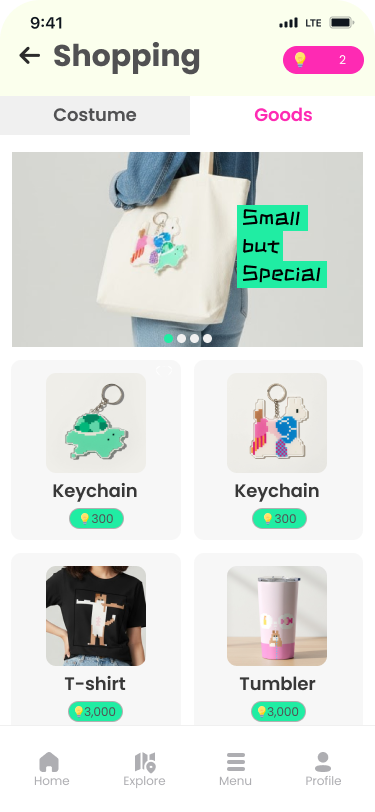 9:41
LTE
Shopping
2
Costume
Goods
Small
but
Special
Keychain
Keychain
300
300
T-shirt
Tumbler
3,000
3,000
Home
Explore
Menu
Profile